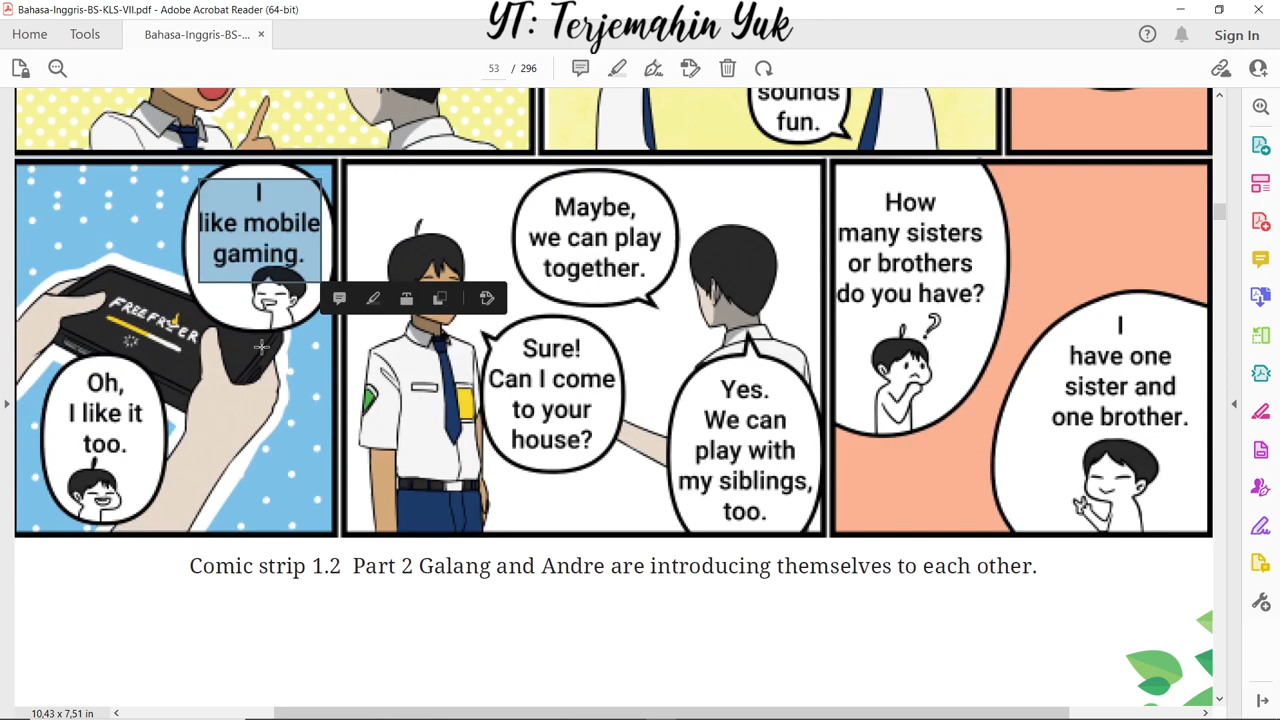 Bahasa-Inggris-BS-KLS-VII.pdf - Adobe Acrobat Reader (64-bit)
YT: Terjemahin Yuk
Home
Tools
Bahasa-Inggris-BS-...
Sign In
53 / 296
sounds
fun.
I
like mobile
gaming.
FREE FRYER
Oh,
I like it
too.
Maybe,
we can play
together.
Sure!
Can I come
to your
house?
Yes.
We can
play with
my siblings,
too.
How
many sisters
or brothers
do you have?
?
I
have one
sister and
one brother.
Comic strip 1.2 Part 2 Galang and Andre are introducing themselves to each other.
10,43 x 7,51 in